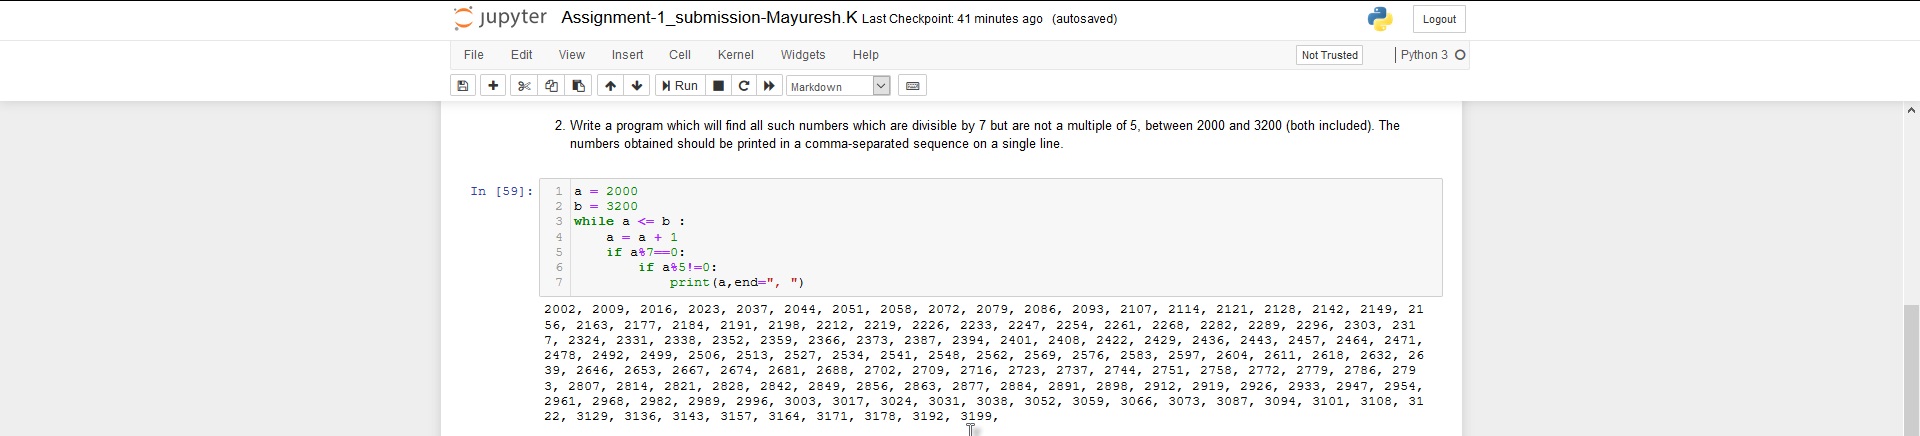 jupyter Assignment-1_submission-Mayuresh.K Last Checkpoint: 41 minutes ago (autosaved) Logout
File Edit View Insert Cell Kernel Widgets Help Not Trusted Python 3
Run Markdown
2. Write a program which will find all such numbers which are divisible by 7 but are not a multiple of 5, between 2000 and 3200 (both included). The
numbers obtained should be printed in a comma-separated sequence on a single line.
In [59]: 1 a = 2000
2 b = 3200
3 while a <= b :
4     a = a + 1
5     if a%7==0:
6         if a%5!=0:
7             print(a,end=", ")
2002, 2009, 2016, 2023, 2037, 2044, 2051, 2058, 2072, 2079, 2086, 2093, 2107, 2114, 2121, 2128, 2142, 2149, 21
56, 2163, 2177, 2184, 2191, 2198, 2212, 2219, 2226, 2233, 2247, 2254, 2261, 2268, 2282, 2289, 2296, 2303, 231
7, 2324, 2331, 2338, 2352, 2359, 2366, 2373, 2387, 2394, 2401, 2408, 2422, 2429, 2436, 2443, 2457, 2464, 2471,
2478, 2492, 2499, 2506, 2513, 2527, 2534, 2541, 2548, 2562, 2569, 2576, 2583, 2597, 2604, 2611, 2618, 2632, 26
39, 2646, 2653, 2667, 2674, 2681, 2688, 2702, 2709, 2716, 2723, 2737, 2744, 2751, 2758, 2772, 2779, 2786, 279
3, 2807, 2814, 2821, 2828, 2842, 2849, 2856, 2863, 2877, 2884, 2891, 2898, 2912, 2919, 2926, 2933, 2947, 2954,
2961, 2968, 2982, 2989, 2996, 3003, 3017, 3024, 3031, 3038, 3052, 3059, 3066, 3073, 3087, 3094, 3101, 3108, 31
22, 3129, 3136, 3143, 3157, 3164, 3171, 3178, 3192, 3199,